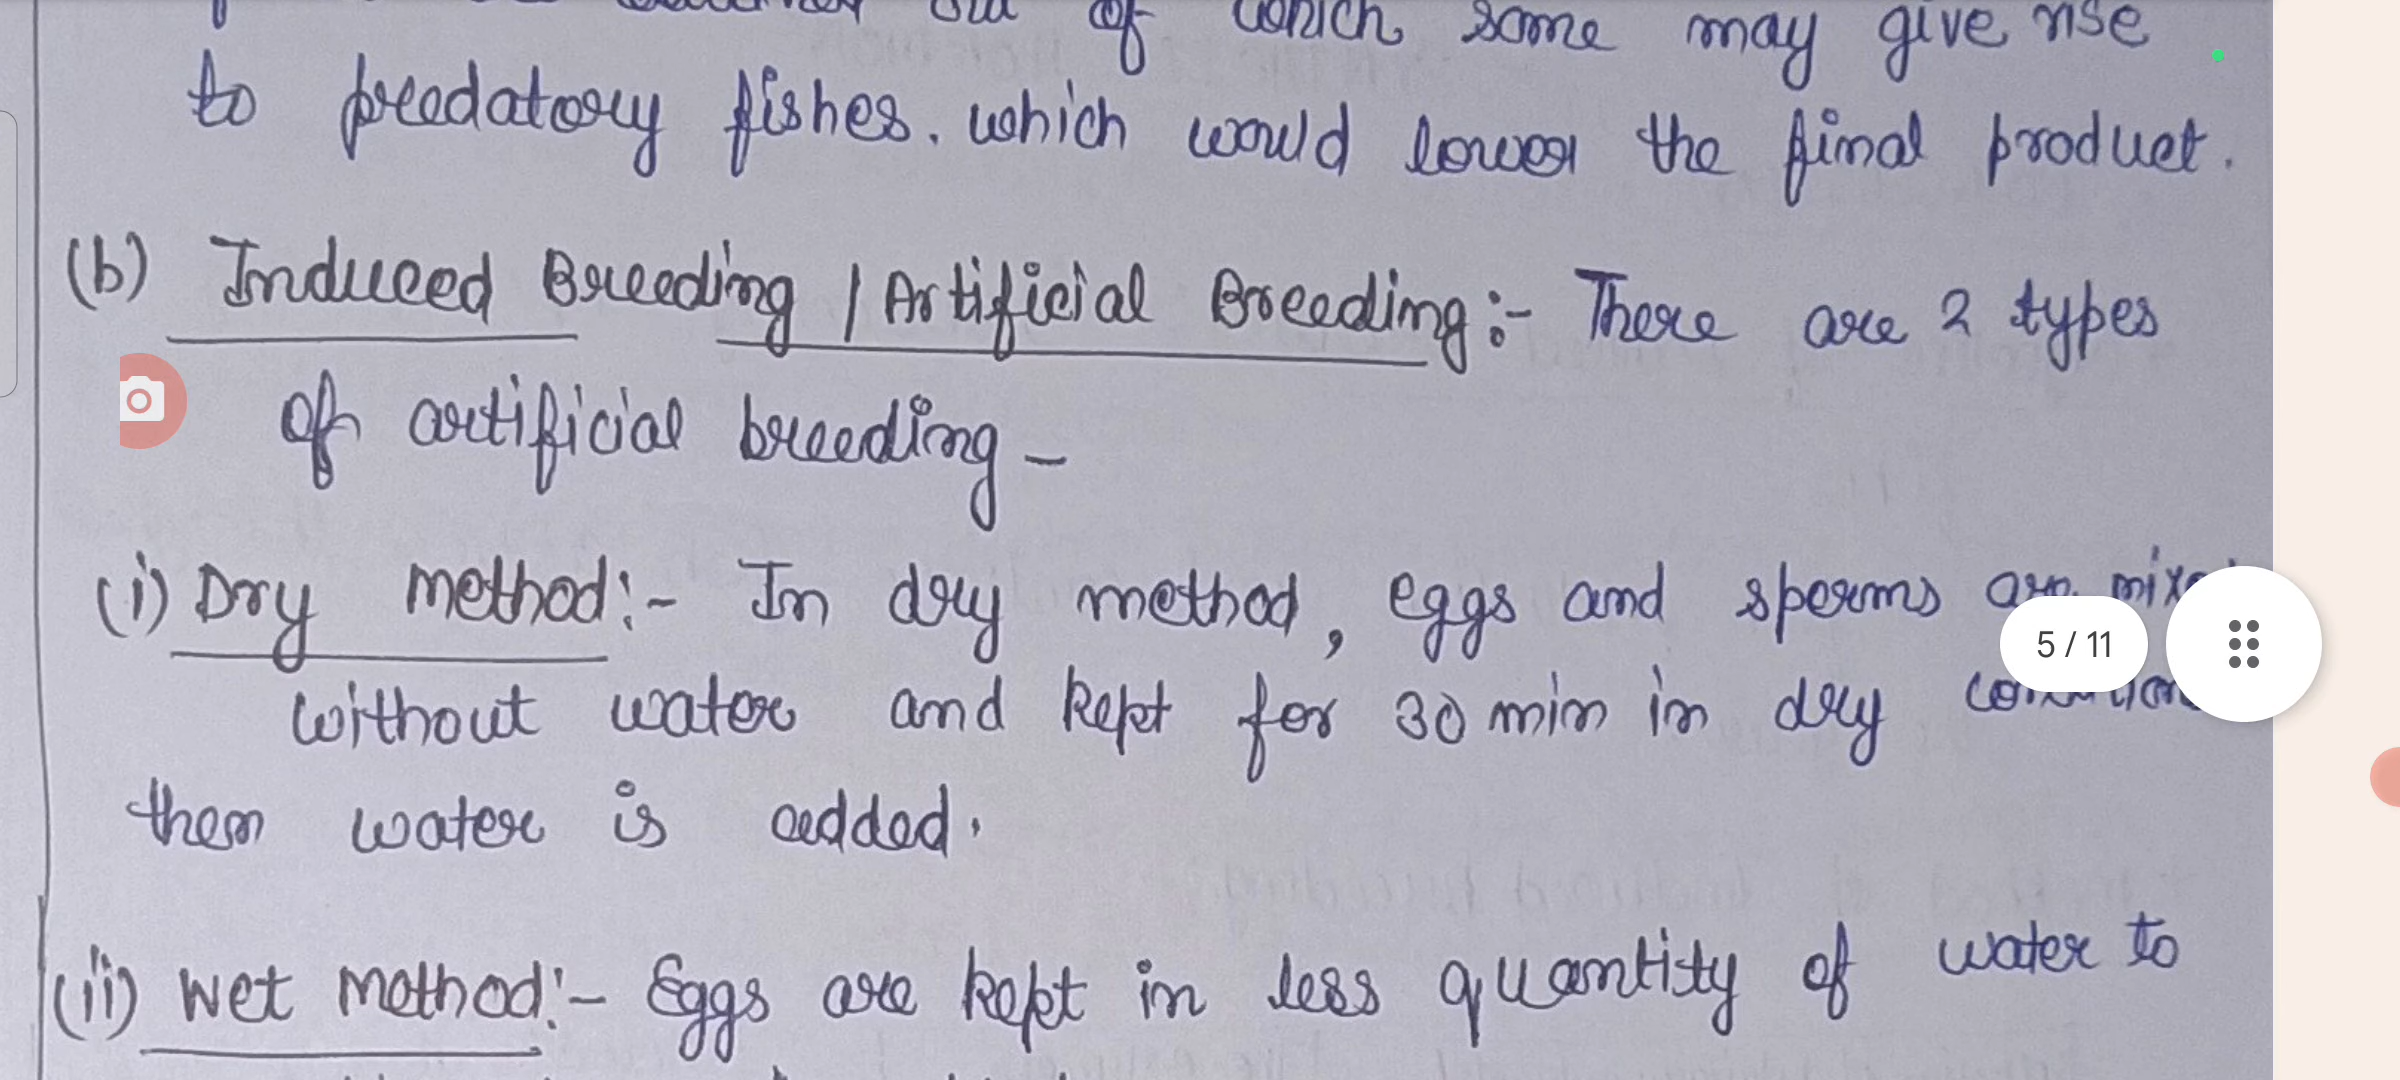 out of which some may give rise
to predatory fishes. which would lower the final product.
(b) Induced Breeding / Artificial Breeding :- There are 2 types
of artificial breeding -
(i) Dry method :- In dry method, eggs and sperms are mixed
5 / 11
without water and kept for 30 min in dry condition
then water is added.
(ii) Wet method :- Eggs are kept in less quantity of water to